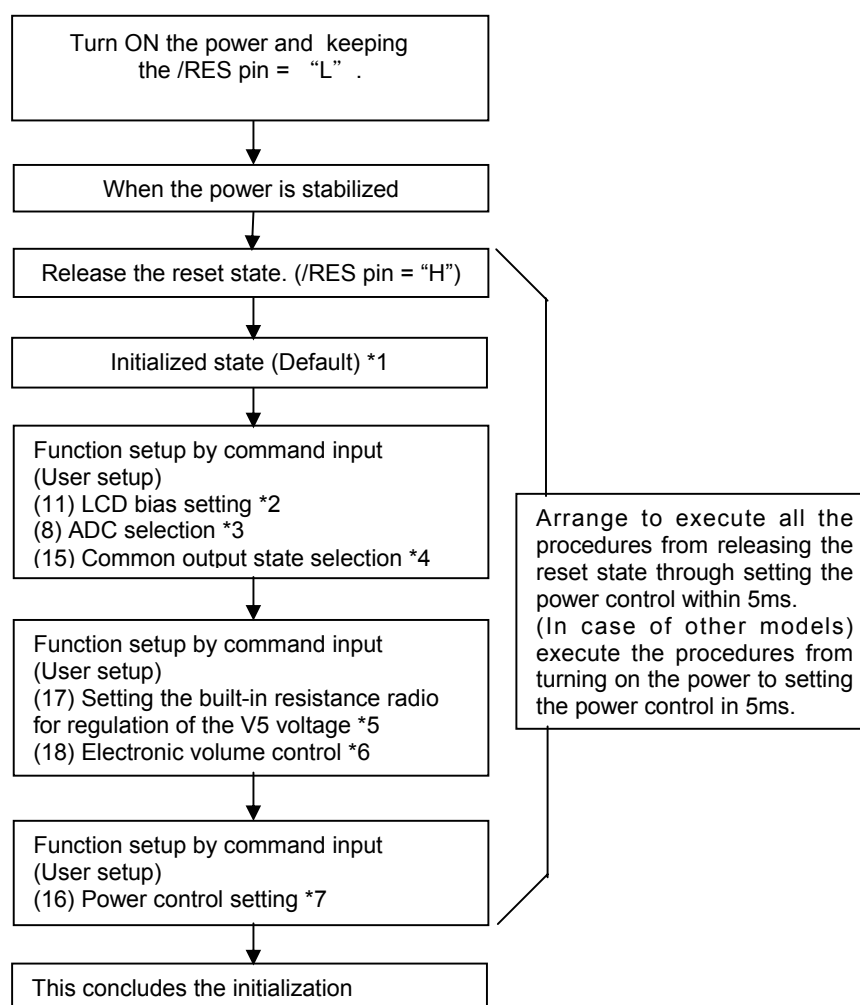 Turn ON the power and keeping
the /RES pin = “L” .
When the power is stabilized
Release the reset state. (/RES pin = “H”)
Initialized state (Default) *1
Function setup by command input
(User setup)
(11) LCD bias setting *2
(8) ADC selection *3
(15) Common output state selection *4
Function setup by command input
(User setup)
(17) Setting the built-in resistance radio
for regulation of the V5 voltage *5
(18) Electronic volume control *6
Function setup by command input
(User setup)
(16) Power control setting *7
This concludes the initialization
Arrange to execute all the
procedures from releasing the
reset state through setting the
power control within 5ms.
(In case of other models)
execute the procedures from
turning on the power to setting
the power control in 5ms.